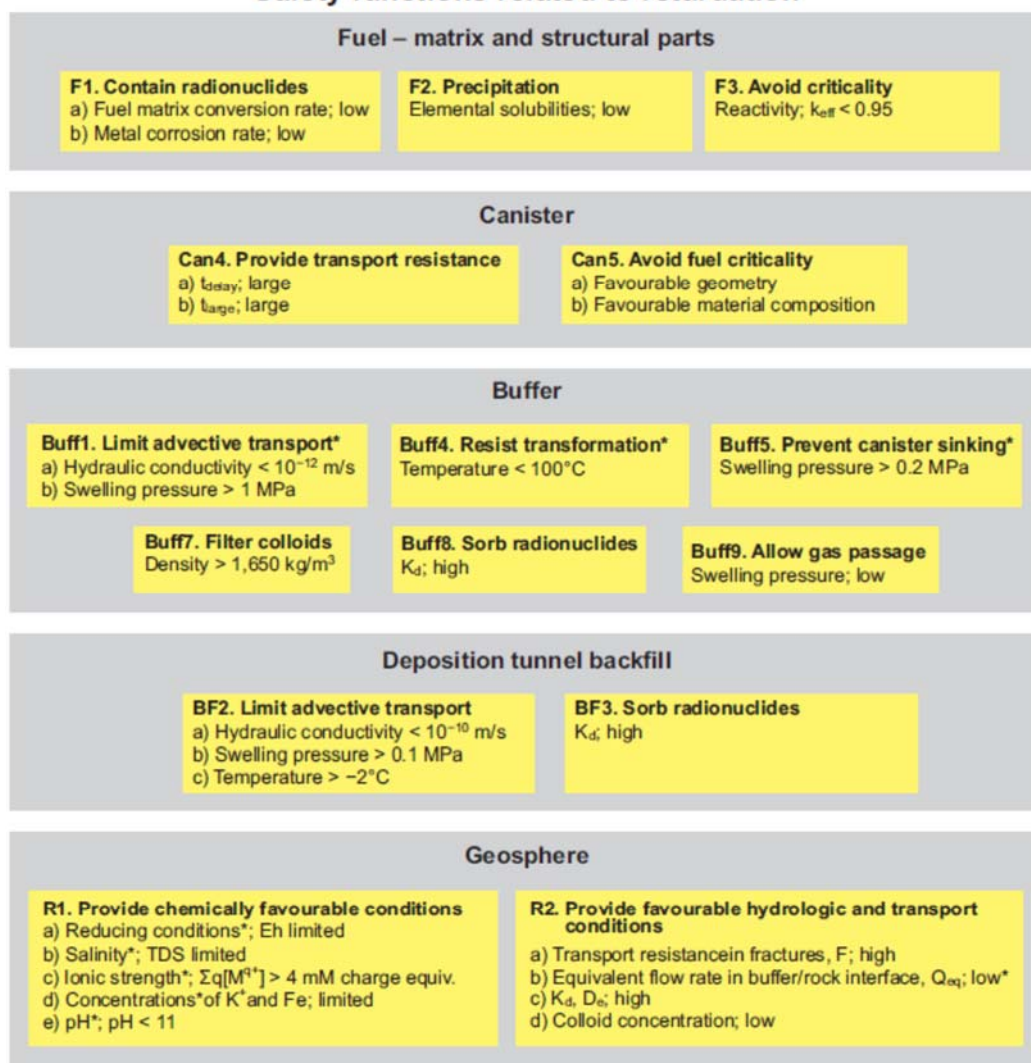 Safety functions related to retardation
Fuel – matrix and structural parts
F1. Contain radionuclides
a) Fuel matrix conversion rate; low
b) Metal corrosion rate; low
F2. Precipitation
Elemental solubilities; low
F3. Avoid criticality
Reactivity; keff < 0.95
Canister
Can4. Provide transport resistance
a) tdelay; large
b) tlarge; large
Can5. Avoid fuel criticality
a) Favourable geometry
b) Favourable material composition
Buffer
Buff1. Limit advective transport*
a) Hydraulic conductivity < 10⁻¹² m/s
b) Swelling pressure > 1 MPa
Buff4. Resist transformation*
Temperature < 100°C
Buff5. Prevent canister sinking*
Swelling pressure > 0.2 MPa
Buff7. Filter colloids
Density > 1,650 kg/m³
Buff8. Sorb radionuclides
Kd; high
Buff9. Allow gas passage
Swelling pressure; low
Deposition tunnel backfill
BF2. Limit advective transport
a) Hydraulic conductivity < 10⁻¹⁰ m/s
b) Swelling pressure > 0.1 MPa
c) Temperature > −2°C
BF3. Sorb radionuclides
Kd; high
Geosphere
R1. Provide chemically favourable conditions
a) Reducing conditions*; Eh limited
b) Salinity*; TDS limited
c) Ionic strength*; Σq[Mq+] > 4 mM charge equiv.
d) Concentrations*of K⁺and Fe; limited
e) pH*; pH < 11
R2. Provide favourable hydrologic and transport
conditions
a) Transport resistancein fractures, F; high
b) Equivalent flow rate in buffer/rock interface, Qeq; low*
c) Kd, De; high
d) Colloid concentration; low